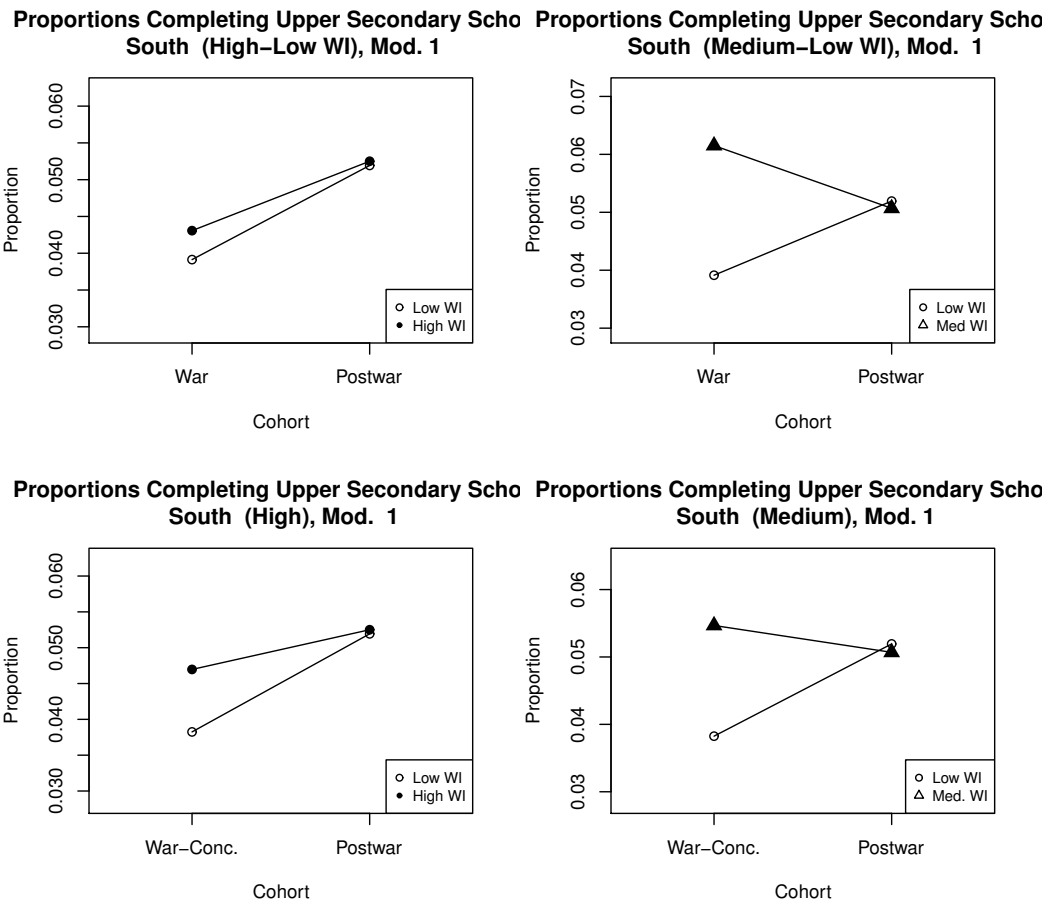 Proportions Completing Upper Secondary Scho
South (High−Low WI), Mod. 1
Proportion
0.060
0.050
0.040
0.030
Low WI
High WI
War
Postwar
Cohort
Proportions Completing Upper Secondary Scho
South (Medium−Low WI), Mod. 1
Proportion
0.07
0.06
0.05
0.04
0.03
Low WI
Med WI
War
Postwar
Cohort
Proportions Completing Upper Secondary Scho
South (High), Mod. 1
Proportion
0.060
0.050
0.040
0.030
Low WI
High WI
War−Conc.
Postwar
Cohort
Proportions Completing Upper Secondary Scho
South (Medium), Mod. 1
Proportion
0.06
0.05
0.04
0.03
Low WI
Med. WI
War−Conc.
Postwar
Cohort